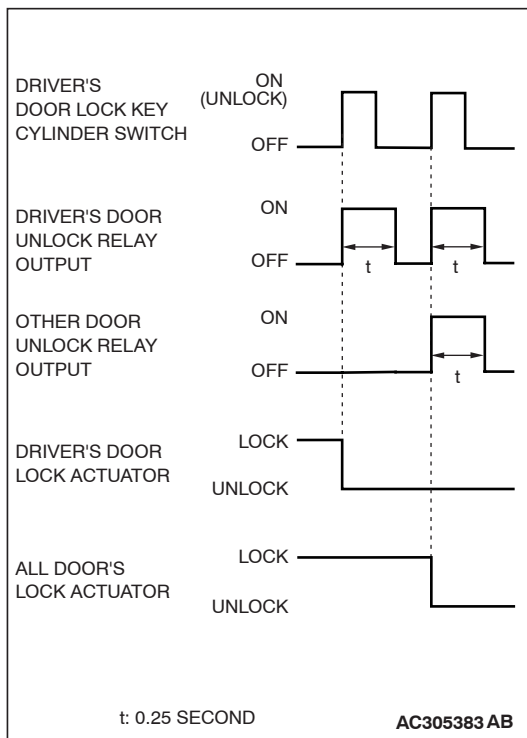 DRIVER'S
DOOR LOCK KEY
CYLINDER SWITCH
ON
(UNLOCK)
OFF
DRIVER'S DOOR
UNLOCK RELAY
OUTPUT
ON
OFF
t
t
OTHER DOOR
UNLOCK RELAY
OUTPUT
ON
OFF
t
DRIVER'S DOOR
LOCK ACTUATOR
LOCK
UNLOCK
ALL DOOR'S
LOCK ACTUATOR
LOCK
UNLOCK
t: 0.25 SECOND
AC305383 AB